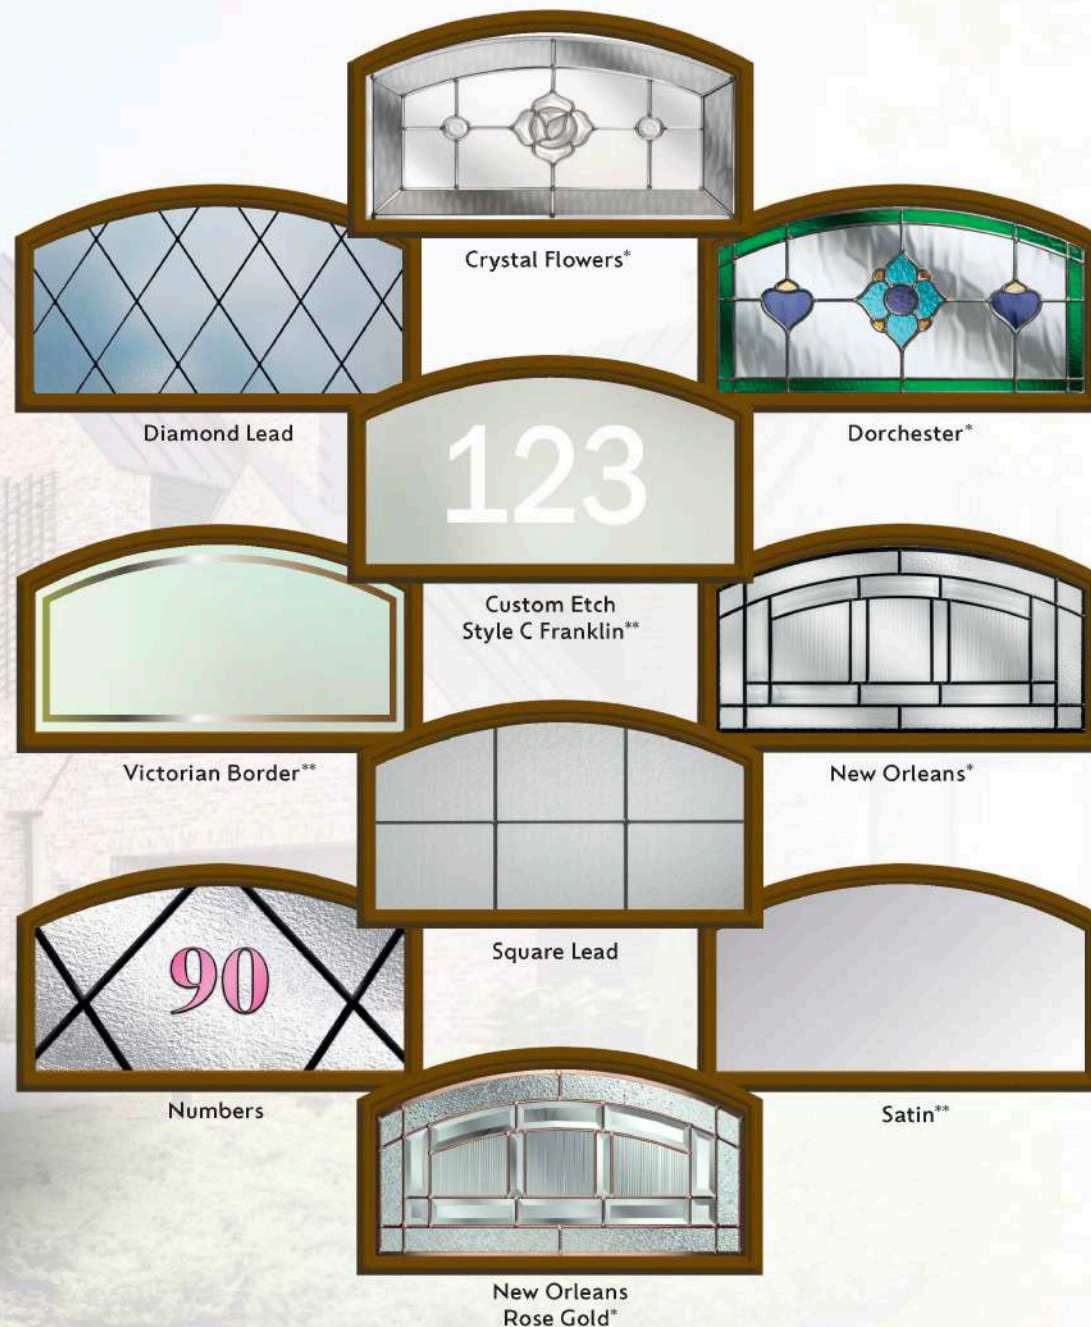 Crystal Flowers*
Diamond Lead
Dorchester*
123
Custom Etch
Style C Franklin**
Victorian Border**
New Orleans*
Square Lead
90
Numbers
Satin**
New Orleans
Rose Gold*